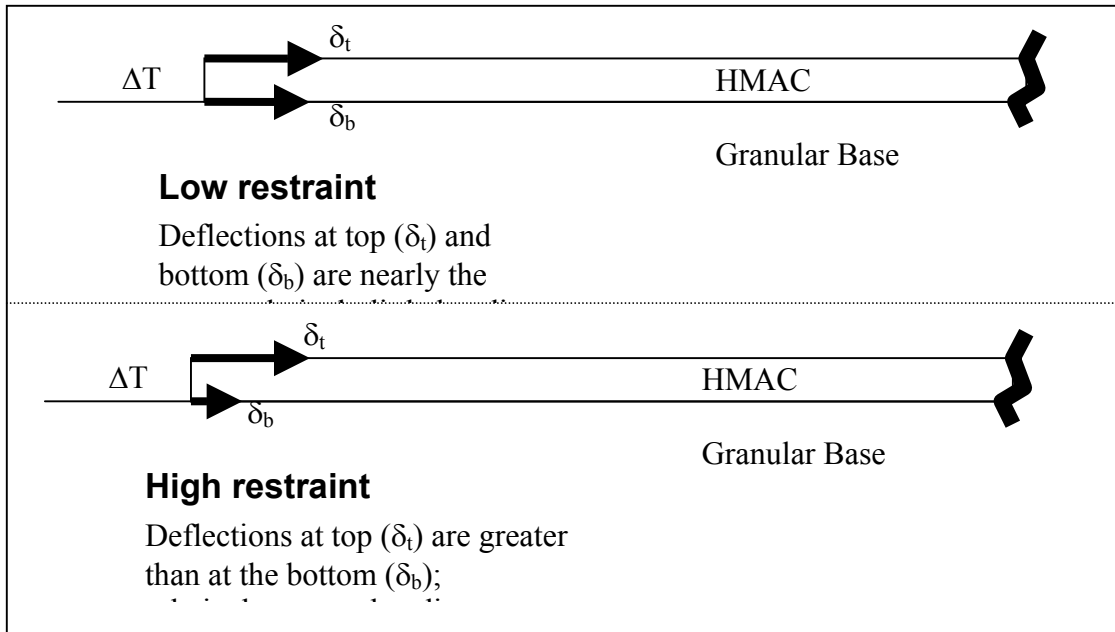 δt
ΔT
HMAC
δb
Granular Base
Low restraint
Deflections at top (δt) and
bottom (δb) are nearly the
δt
ΔT
HMAC
δb
Granular Base
High restraint
Deflections at top (δt) are greater
than at the bottom (δb);